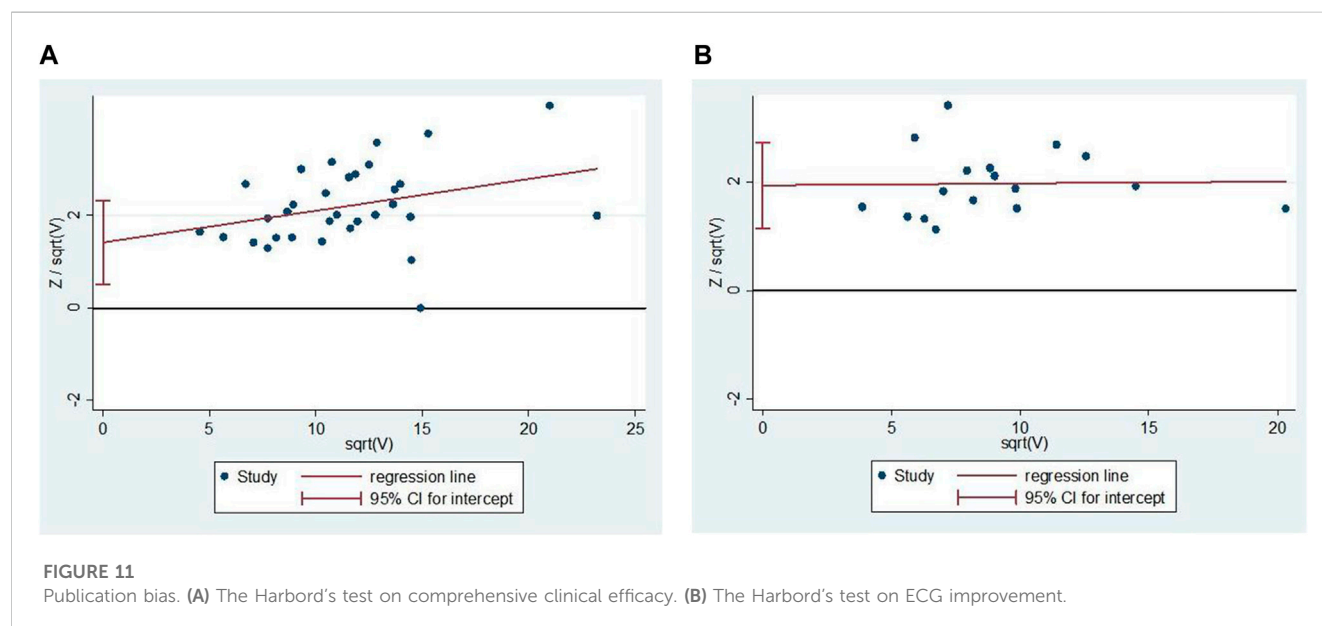 A
B
Z / sqrt(V)
2
0
-2
0
5
10
15
20
25
sqrt(V)
Study
regression line
95% CI for intercept
Z / sqrt(V)
2
0
-2
0
5
10
15
20
sqrt(V)
Study
regression line
95% CI for intercept
FIGURE 11
Publication bias. (A) The Harbord's test on comprehensive clinical efficacy. (B) The Harbord's test on ECG improvement.